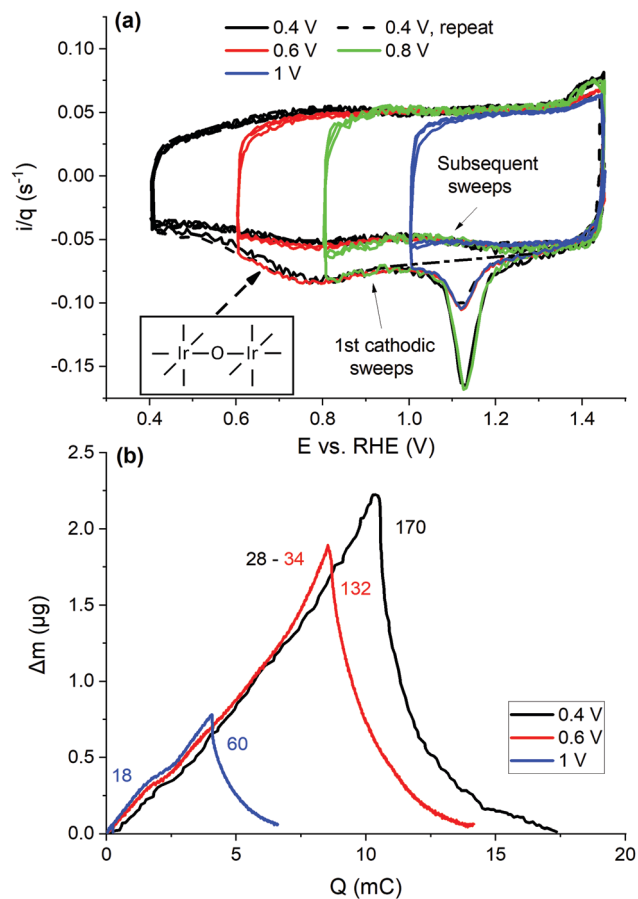 (a)
0.4 V
0.4 V, repeat
0.6 V
0.8 V
1 V
0.10
0.05
0.00
-0.05
-0.10
-0.15
i/q (s⁻¹)
Subsequent
sweeps
1st cathodic
sweeps
Ir O Ir
0.4 0.6 0.8 1.0 1.2 1.4
E vs. RHE (V)
(b)
2.5
2.0
1.5
1.0
0.5
0.0
Δm (µg)
170
28 - 34
132
18
60
0.4 V
0.6 V
1 V
0 5 10 15 20
Q (mC)